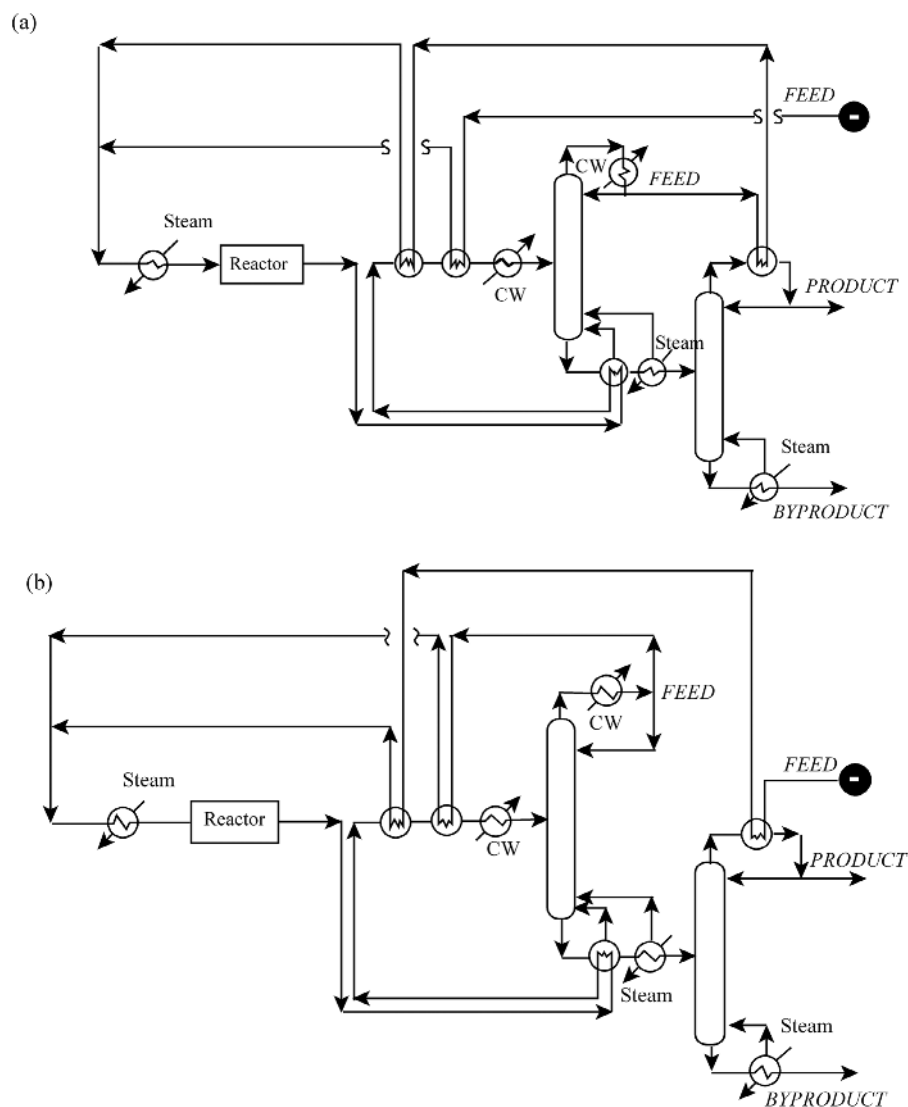 (a)
FEED
CW
FEED
Steam
Reactor
CW
PRODUCT
Steam
Steam
BYPRODUCT
(b)
FEED
CW
FEED
Steam
Reactor
CW
PRODUCT
Steam
Steam
BYPRODUCT